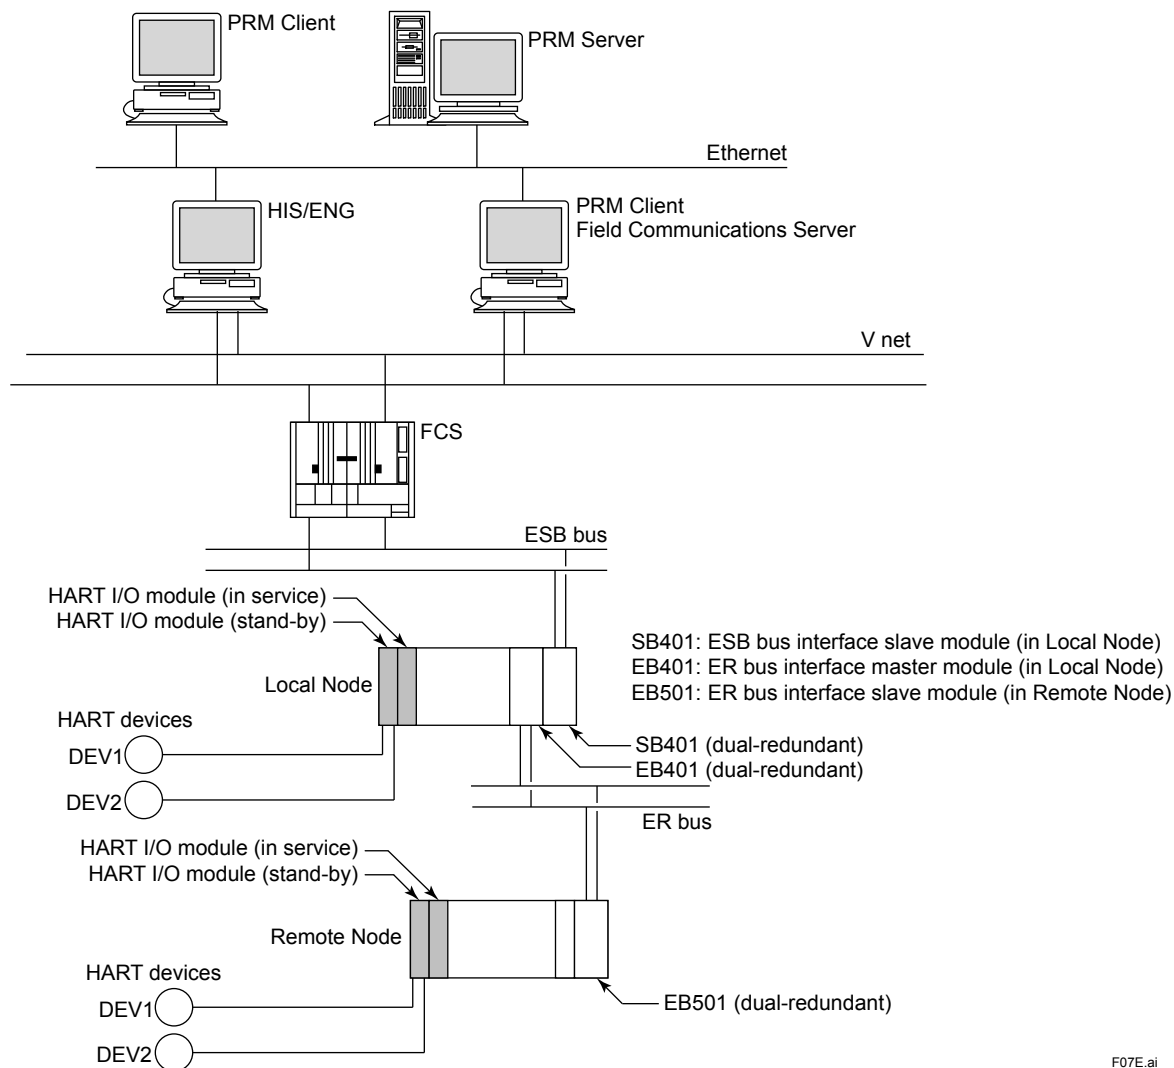 PRM Client
PRM Server
Ethernet
HIS/ENG
PRM Client
Field Communications Server
V net
FCS
ESB bus
HART I/O module (in service)
HART I/O module (stand-by)
SB401: ESB bus interface slave module (in Local Node)
EB401: ER bus interface master module (in Local Node)
EB501: ER bus interface slave module (in Remote Node)
Local Node
HART devices
DEV1
DEV2
SB401 (dual-redundant)
EB401 (dual-redundant)
ER bus
HART I/O module (in service)
HART I/O module (stand-by)
Remote Node
HART devices
DEV1
DEV2
EB501 (dual-redundant)
F07E.ai